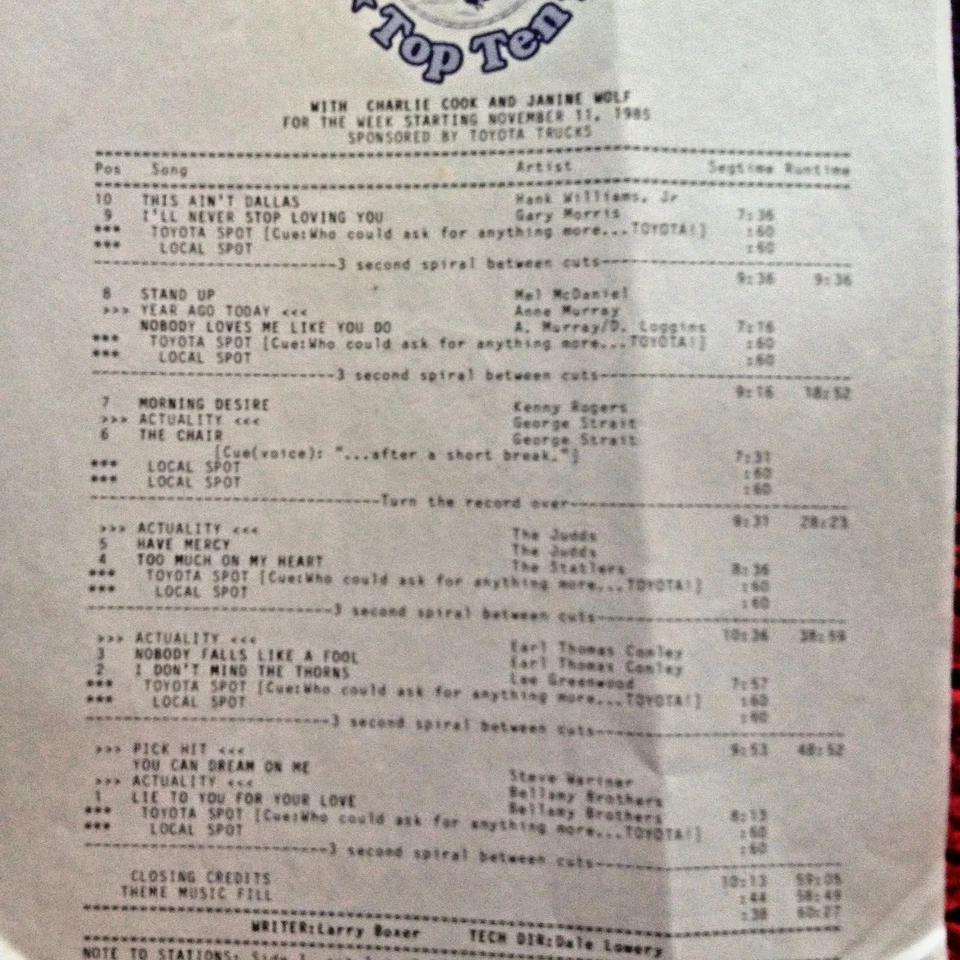 Top Ten
WITH CHARLIE COOK AND JANINE WOLF
FOR THE WEEK STARTING NOVEMBER 11, 1985
SPONSORED BY TOYOTA TRUCKS
Pos Song Artist Segtime Runtime
10 THIS AIN'T DALLAS Hank Williams, Jr
9 I'LL NEVER STOP LOVING YOU Gary Morris 7:36
*** TOYOTA SPOT [Cue:Who could ask for anything more...TOYOTA!] :60
*** LOCAL SPOT :60
3 second spiral between cuts
9:36 9:36
8 STAND UP Mel McDaniel
>>> YEAR AGO TODAY <<< Anne Murray
NOBODY LOVES ME LIKE YOU DO A. Murray/D. Loggins 7:16
*** TOYOTA SPOT [Cue:Who could ask for anything more...TOYOTA!] :60
*** LOCAL SPOT :60
3 second spiral between cuts
9:16 18:52
7 MORNING DESIRE Kenny Rogers
>>> ACTUALITY <<< George Strait
6 THE CHAIR George Strait
[Cue(voice): "...after a short break."] 7:31
*** LOCAL SPOT :60
*** LOCAL SPOT :60
Turn the record over
9:31 28:23
>>> ACTUALITY <<< The Judds
5 HAVE MERCY The Judds
4 TOO MUCH ON MY HEART The Statlers 8:36
*** TOYOTA SPOT [Cue:Who could ask for anything more...TOYOTA!] :60
*** LOCAL SPOT :60
3 second spiral between cuts
10:36 38:59
>>> ACTUALITY <<< Earl Thomas Conley
3 NOBODY FALLS LIKE A FOOL Earl Thomas Conley
2 I DON'T MIND THE THORNS Lee Greenwood 7:57
*** TOYOTA SPOT [Cue:Who could ask for anything more...TOYOTA!] :60
*** LOCAL SPOT :60
3 second spiral between cuts
9:53 48:52
>>> PICK HIT <<<
YOU CAN DREAM ON ME Steve Wariner
>>> ACTUALITY <<< Bellamy Brothers
1 LIE TO YOU FOR YOUR LOVE Bellamy Brothers 8:13
*** TOYOTA SPOT [Cue:Who could ask for anything more...TOYOTA!] :60
*** LOCAL SPOT :60
3 second spiral between cuts
10:13 59:05
CLOSING CREDITS :44
THEME MUSIC FILL :38 60:27
WRITER:Larry Boxer TECH DIR:Dale Lowery
NOTE TO STATIONS: Side 1